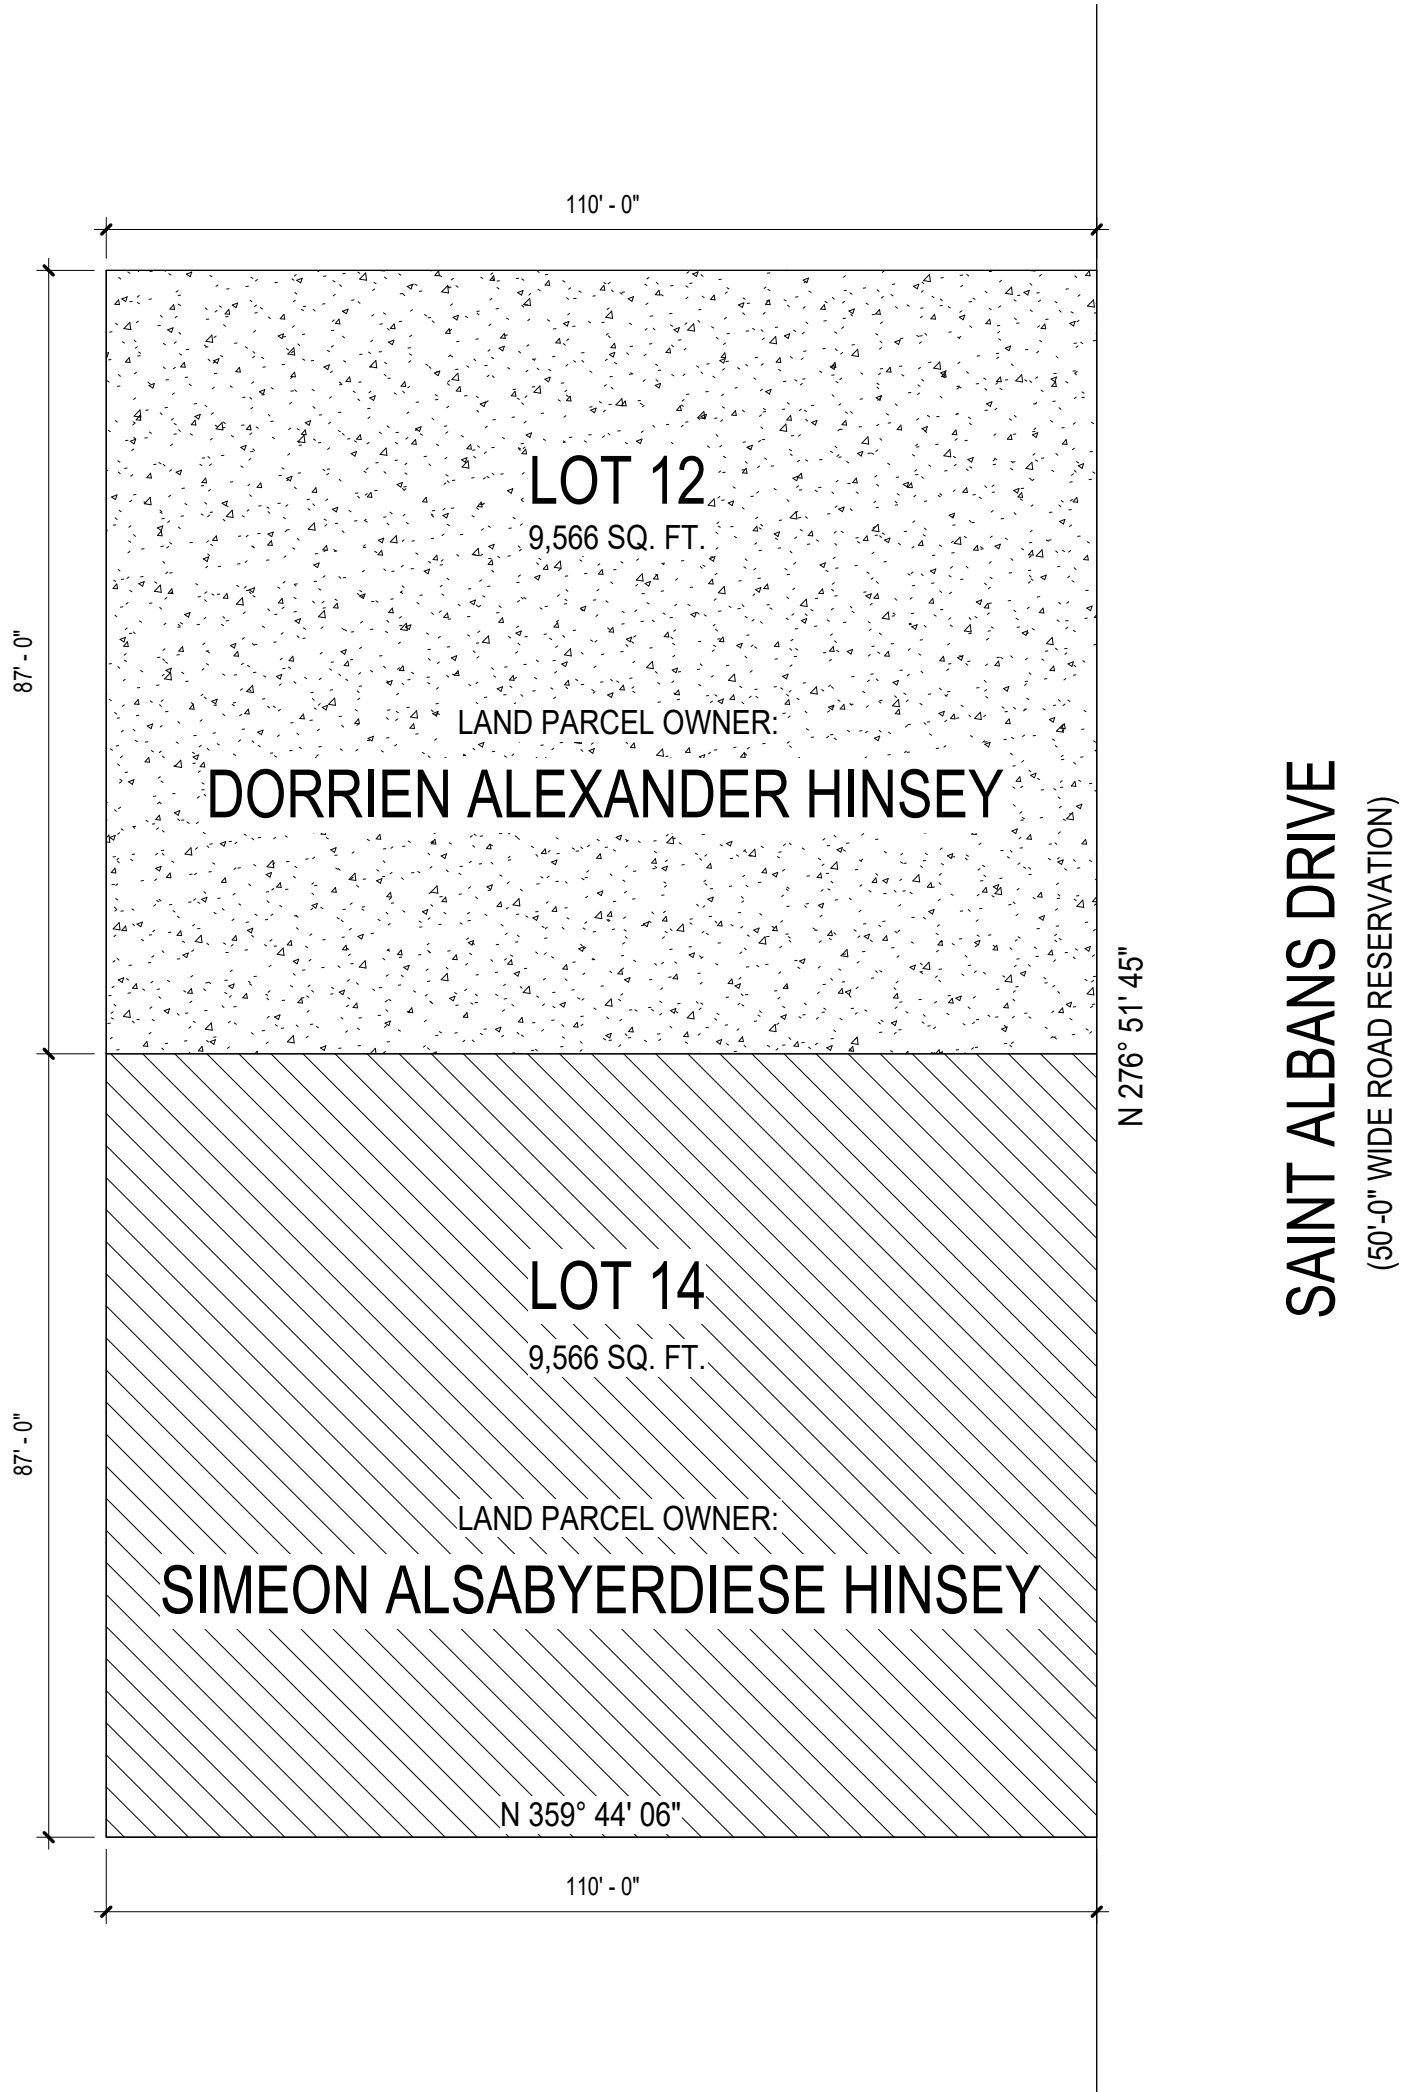 110' - 0"
87' - 0"
LOT 12
9,566 SQ. FT.
LAND PARCEL OWNER:
DORRIEN ALEXANDER HINSEY
N 276° 51' 45"
SAINT ALBANS DRIVE
(50'-0" WIDE ROAD RESERVATION)
87' - 0"
LOT 14
9,566 SQ. FT.
LAND PARCEL OWNER:
SIMEON ALSABYERDIESE HINSEY
N 359° 44' 06"
110' - 0"